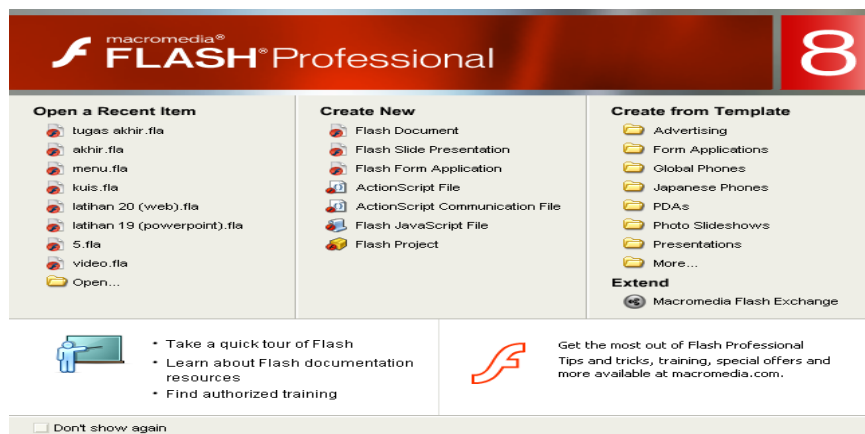 macromedia®
FLASH® Professional
8
Open a Recent Item
tugas akhir.fla
akhir.fla
menu.fla
kuis.fla
latihan 20 (web).fla
latihan 19 (powerpoint).fla
5.fla
video.fla
Open...
Create New
Flash Document
Flash Slide Presentation
Flash Form Application
ActionScript File
ActionScript Communication File
Flash JavaScript File
Flash Project
Create from Template
Advertising
Form Applications
Global Phones
Japanese Phones
PDAs
Photo Slideshows
Presentations
More...
Extend
Macromedia Flash Exchange
• Take a quick tour of Flash
• Learn about Flash documentation
resources
• Find authorized training
Get the most out of Flash Professional
Tips and tricks, training, special offers and
more available at macromedia.com.
Don't show again